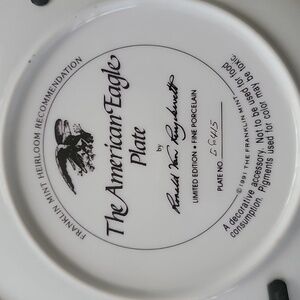 FRANKLIN MINT HEIRLOOM RECOMMENDATION
The American Eagle
Plate
by
Ronald Van Ruyckevelt
LIMITED EDITION • FINE PORCELAIN
PLATE NO.
© 1991 THE FRANKLIN MINT
A decorative accessory. Not to be used for food
consumption. Pigments used for color may be toxic.